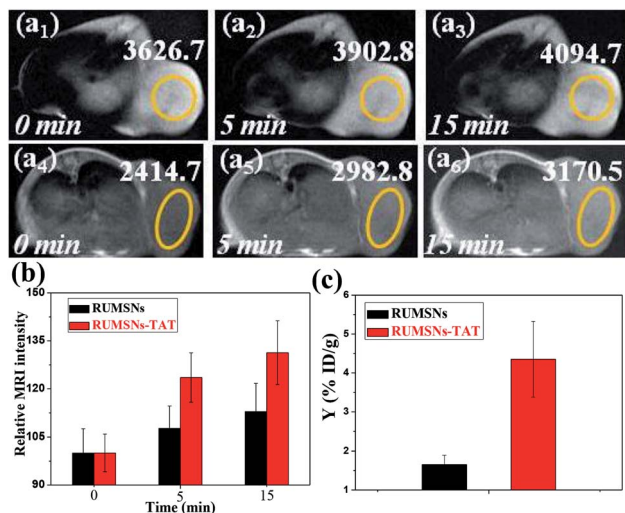 (a1) 3626.7 0 min
(a2) 3902.8 5 min
(a3) 4094.7 15 min
(a4) 2414.7 0 min
(a5) 2982.8 5 min
(a6) 3170.5 15 min
(b)
Relative MRI intensity
150
135
120
105
90
RUMSNs
RUMSNs-TAT
0 5 15
Time (min)
(c)
Y (% ID/g)
6
5
4
3
2
1
RUMSNs
RUMSNs-TAT